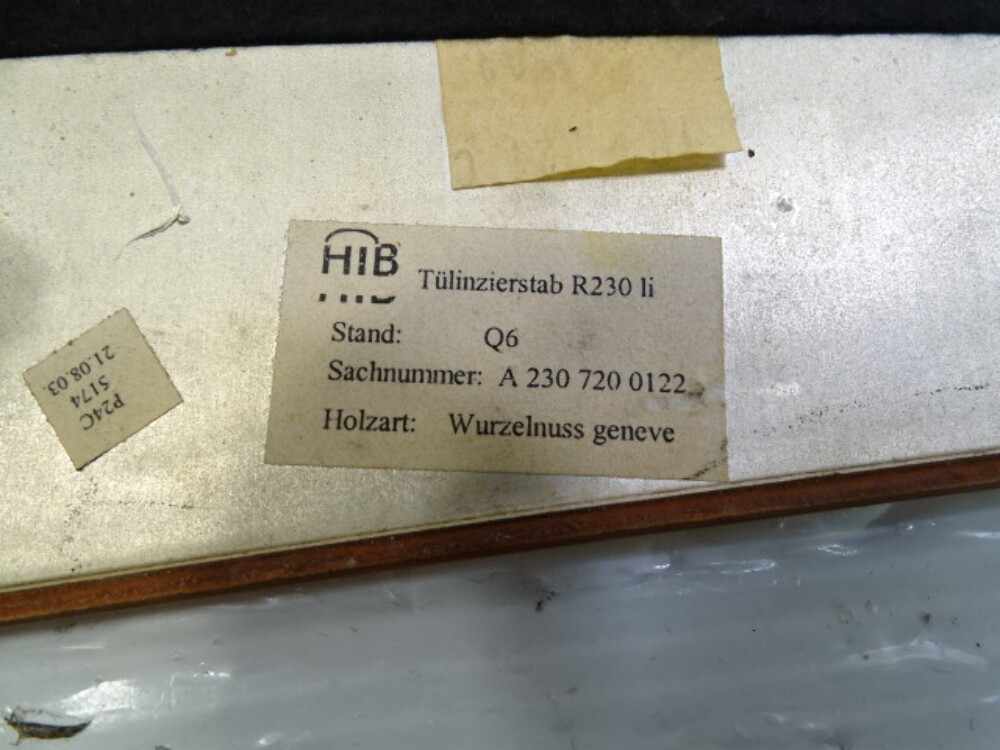 HIB
Tülinzierstab R230 li
Stand: Q6
Sachnummer: A 230 720 0122
Holzart: Wurzelnuss geneve
P24C
5174
21.08.03.